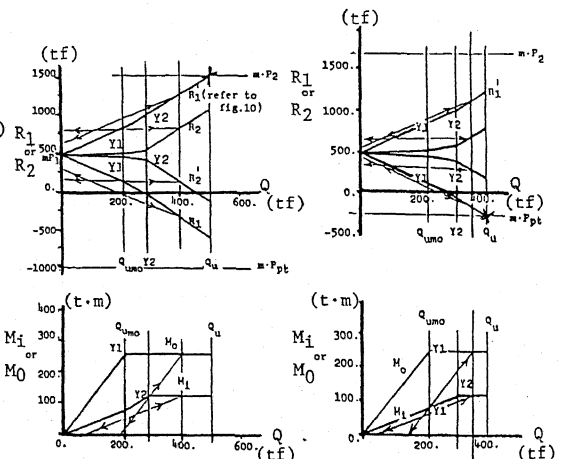 (tf)
1500
m·P2
R1'(refer to
fig.10)
Y2
1000
R2
R1
or
R2
500
mP1
Y1
Y2
Y1
R2'
0
200.
400.
600.
Q
(tf)
-500
R1
-1000
m·Ppt
Qumo
Y2
Qu
(tf)
1500
m·P2
R1
or
R2
1000
R1'
Y1
Y2
500
Y1
Y2
0.
200.
400.
Q
(tf)
m·Ppt
-500.
Qumo
Y2
Qu
(t·m)
400
Qumo
Qu
Mi
or
M0
300
Y1
H0
200
Y2
Hi
100
0.
200
400.
600.
Q
(tf)
(t·m)
Qumo
Qu
Mi
or
M0
300
Y1
H0
200
Y2
100
Hi
Y1
0.
200.
400.
Q
(tf)